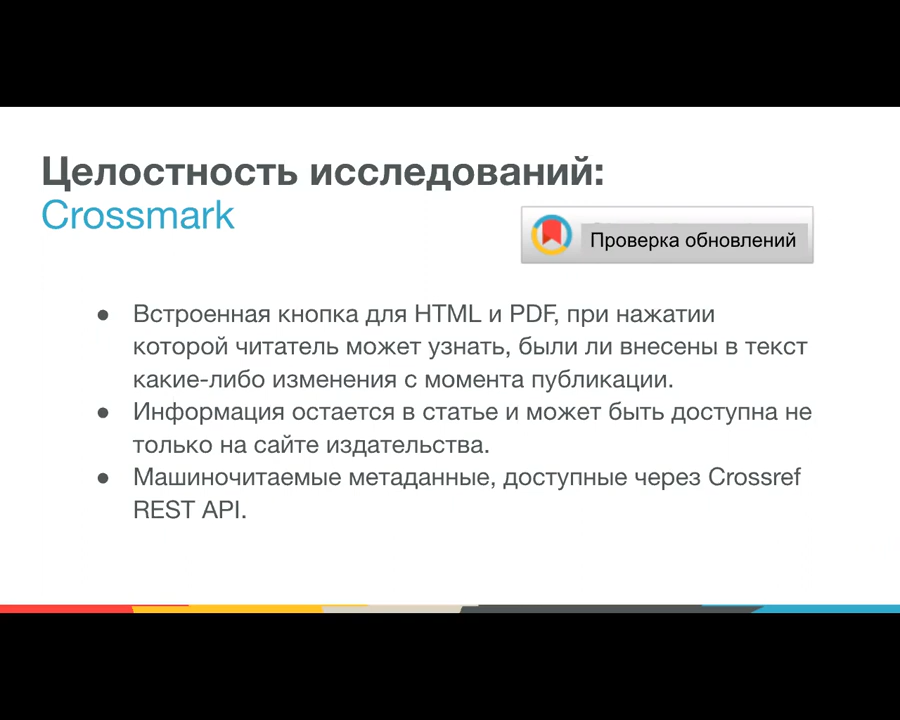 Целостность исследований:
Crossmark
Проверка обновлений
● Встроенная кнопка для HTML и PDF, при нажатии
которой читатель может узнать, были ли внесены в текст
какие-либо изменения с момента публикации.
● Информация остается в статье и может быть доступна не
только на сайте издательства.
● Машиночитаемые метаданные, доступные через Crossref
REST API.